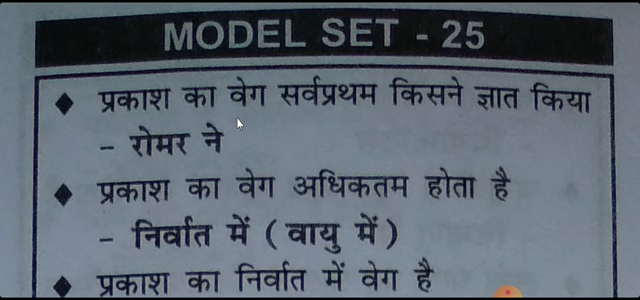 MODEL SET - 25
◆ प्रकाश का वेग सर्वप्रथम किसने ज्ञात किया
- रोमर ने
◆ प्रकाश का वेग अधिकतम होता है
- निर्वात में ( वायु में )
◆ प्रकाश का निर्वात में वेग है